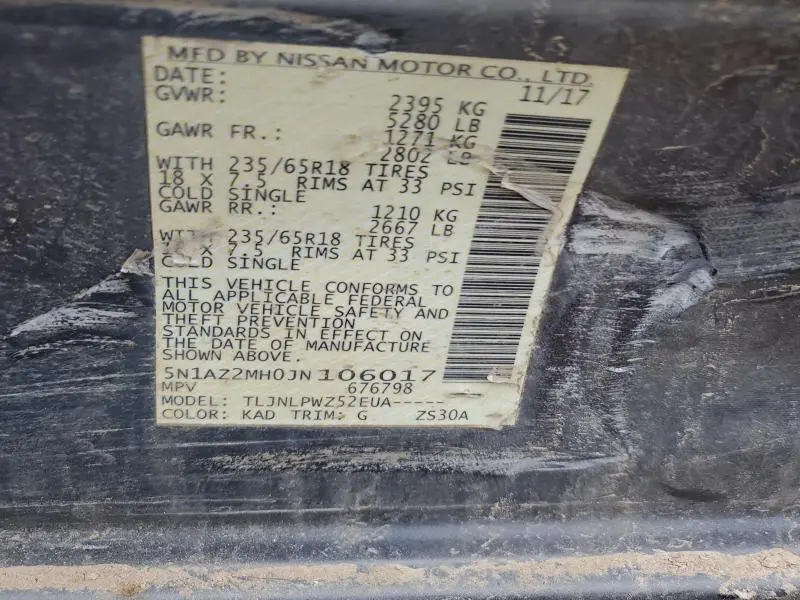 MFD BY NISSAN MOTOR CO., LTD.
DATE: 11/17
GVWR: 2395 KG
5280 LB
GAWR FR.: 1271 KG
2802 LB
WITH 235/65R18 TIRES
18 X 7.5 RIMS AT 33 PSI
COLD SINGLE
GAWR RR.: 1210 KG
2667 LB
WITH 235/65R18 TIRES
X 7.5 RIMS AT 33 PSI
COLD SINGLE
THIS VEHICLE CONFORMS TO
ALL APPLICABLE FEDERAL
MOTOR VEHICLE SAFETY AND
THEFT PREVENTION
STANDARDS IN EFFECT ON
THE DATE OF MANUFACTURE
SHOWN ABOVE.
5N1AZ2MH0JN106017
MPV 676798
MODEL: TLJNLPWZ52EUA-----
COLOR: KAD TRIM: G ZS30A